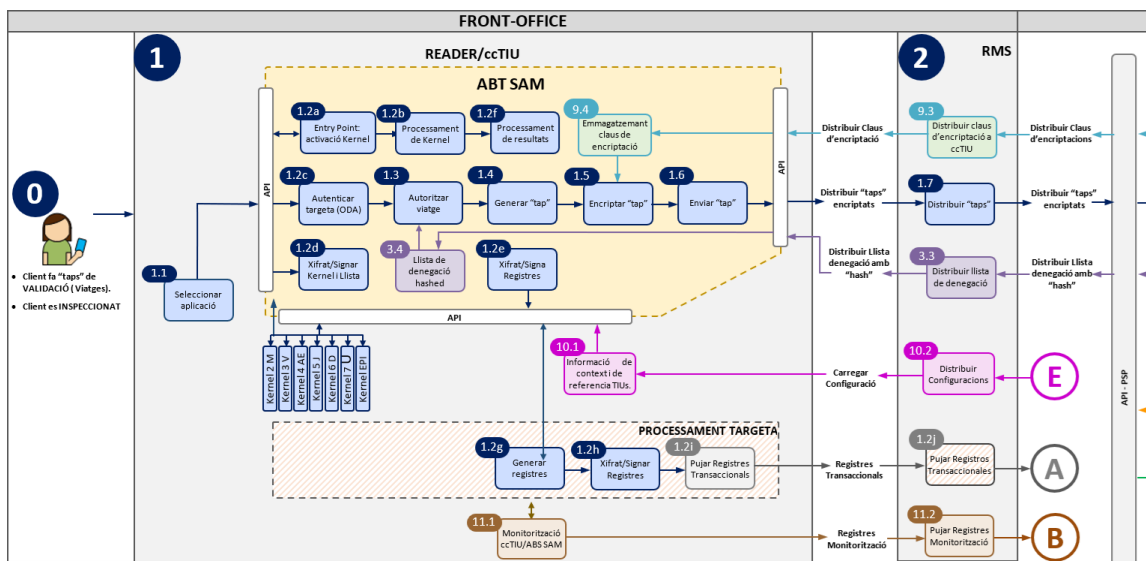 FRONT-OFFICE
1
READER/ccTIU
2
RMS
ABT SAM
1.2a
Entry Point:
activació Kernel
1.2b
Processament
de Kernel
1.2f
Processament
de resultats
9.4
Emmagatzemant
claus de
encriptació
Distribuir Claus
d'encriptació
9.3
Distribuir claus
d'encriptació a
ccTIU
Distribuir Claus
d'encriptacions
API
API
0
1.2c
Autenticar
targeta (ODA)
1.3
Autoritzar
viatge
1.4
Generar "tap"
1.5
Encriptar "tap"
1.6
Enviar "tap"
Distribuir "taps"
encriptats
1.7
Distribuir "taps"
Distribuir "taps"
encriptats
• Client fa "taps" de
VALIDACIÓ (Viatges).
• Client es INSPECCIONAT
1.1
Seleccionar
aplicació
1.2d
Xifrat/Signar
Kernel i Llista
3.4
Llista de
denegació
hashed
1.2e
Xifrat/Signa
Registres
Distribuir Llista
denegació amb
"hash"
3.3
Distribuir llista
de denegació
Distribuir Llista
denegació amb
"hash"
API
Kernel 2 M
Kernel 3 V
Kernel 4 AE
Kernel 5 J
Kernel 6 D
Kernel 7 U
Kernel EPI
10.1
Informació de
context i de
referencia TIUs.
Carregar
Configuració
10.2
Distribuir
Configuracions
E
API - PSP
PROCESSAMENT TARGETA
1.2g
Generar
registres
1.2h
Xifrat/Signar
Registres
1.2i
Pujar Registres
Transaccionals
Registres
Transaccionals
1.2j
Pujar Registros
Transaccionales
A
11.1
Monitorització
ccTIU/ABS SAM
Registres
Monitorització
11.2
Pujar Registres
Monitorització
B